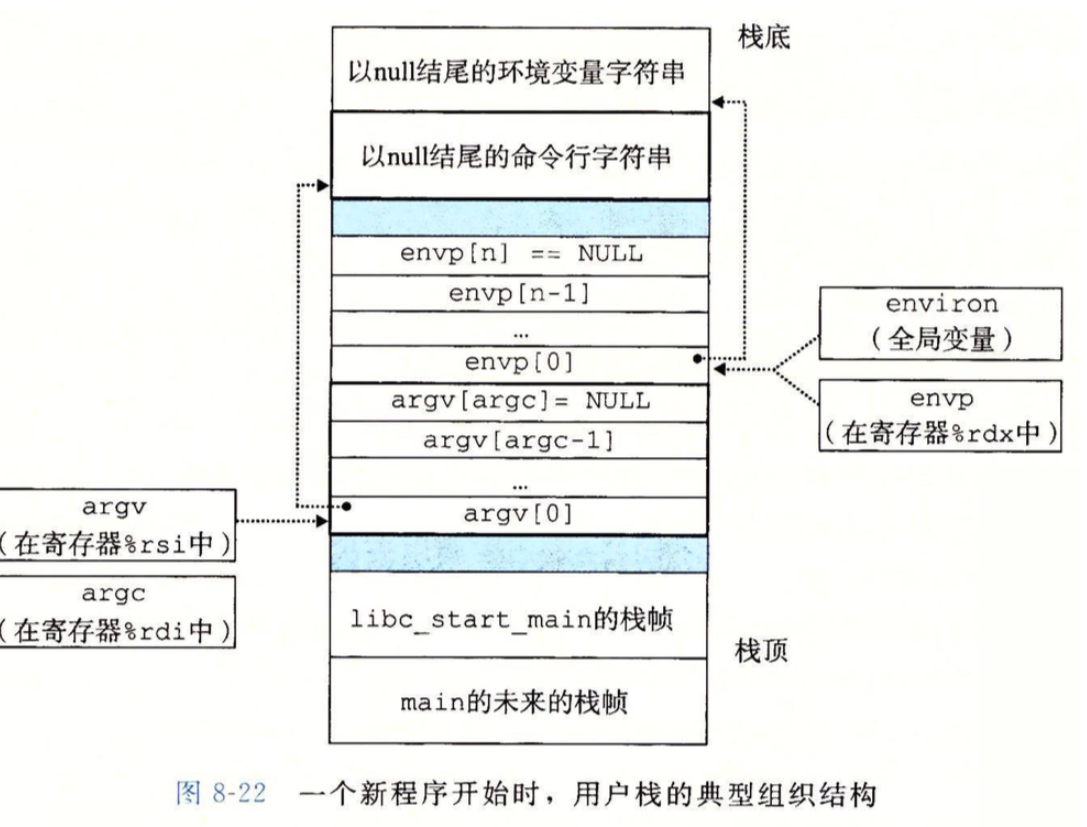 栈底
以null结尾的环境变量字符串
以null结尾的命令行字符串
envp[n] == NULL
envp[n-1]
…
envp[0]
environ
(全局变量)
argv[argc]= NULL
envp
(在寄存器%rdx中)
argv[argc-1]
…
argv[0]
argv
(在寄存器%rsi中)
argc
(在寄存器%rdi中)
libc_start_main的栈帧
栈顶
main的未来的栈帧
图 8-22 一个新程序开始时，用户栈的典型组织结构